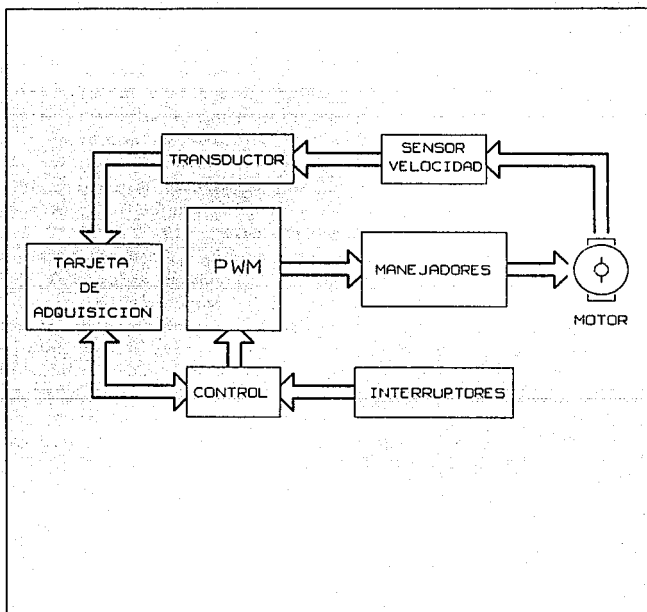 TRANSDUCTOR
SENSOR
VELOCIDAD
TARJETA
DE
ADQUISICION
PWM
MANEJADORES
MOTOR
CONTROL
INTERRUPTORES